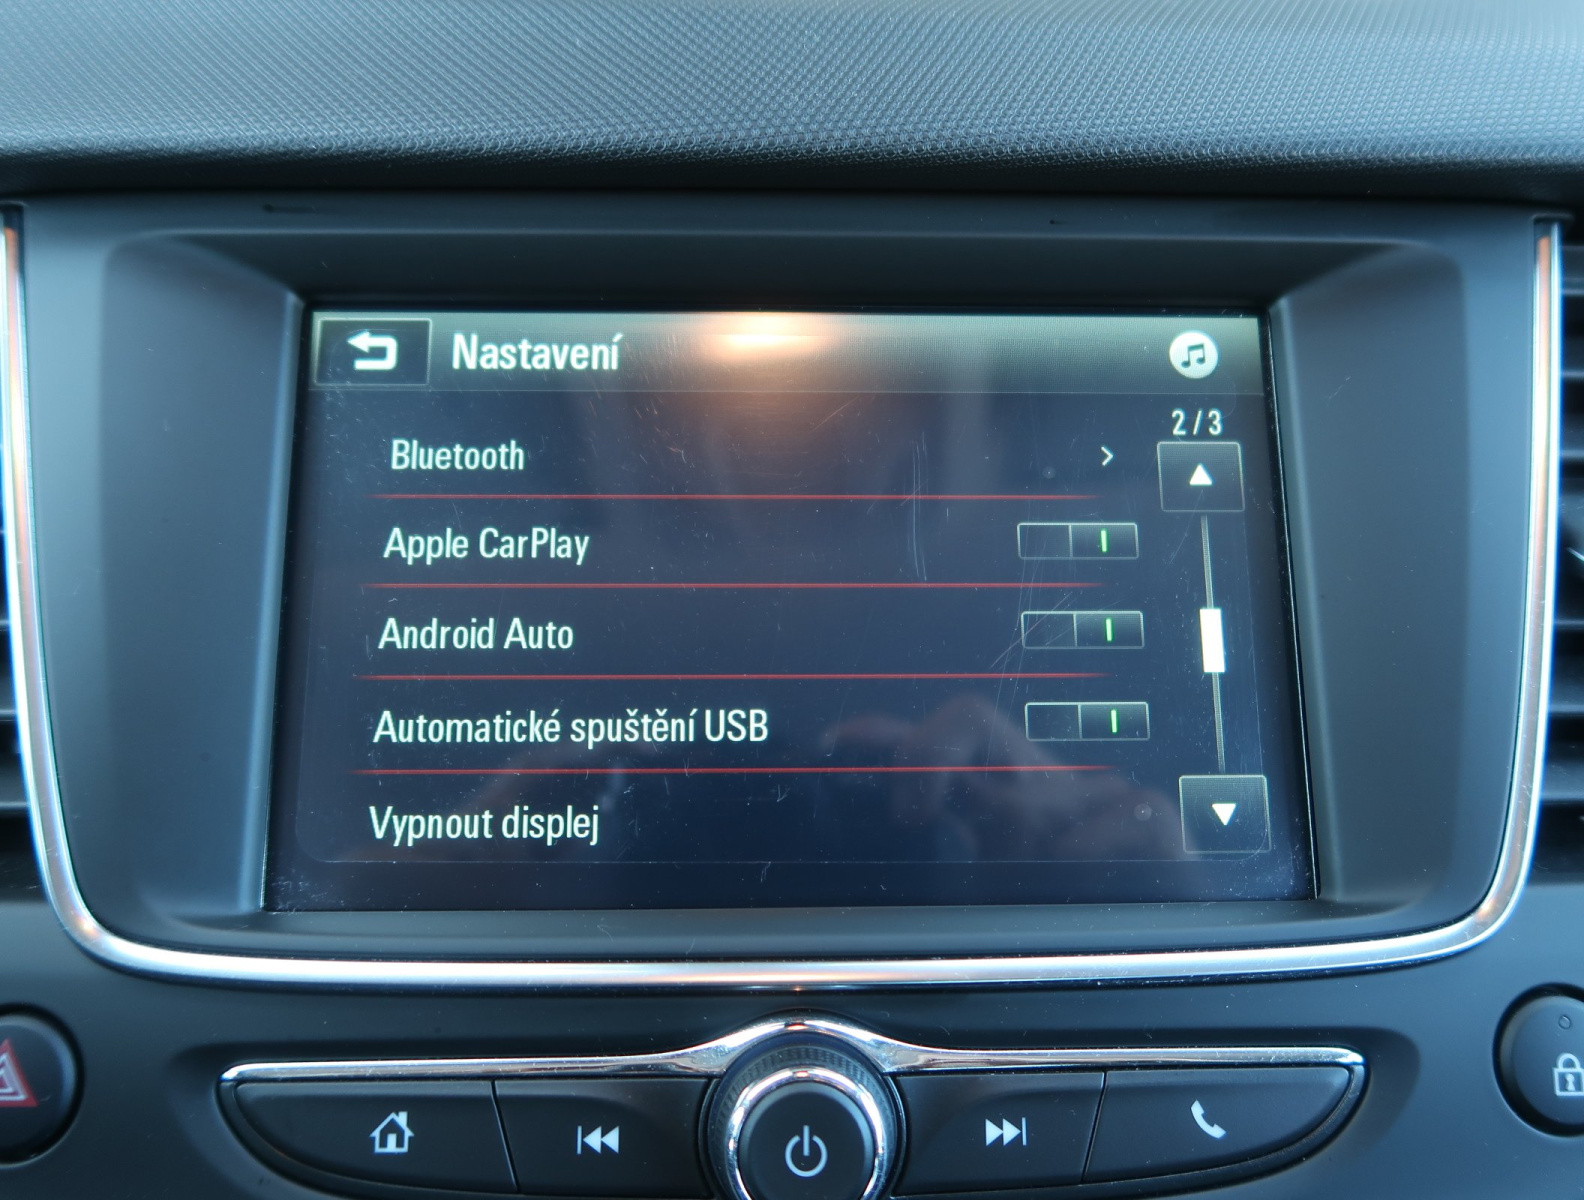 Nastavení
2/3
Bluetooth
Apple CarPlay
Android Auto
Automatické spuštění USB
Vypnout displej